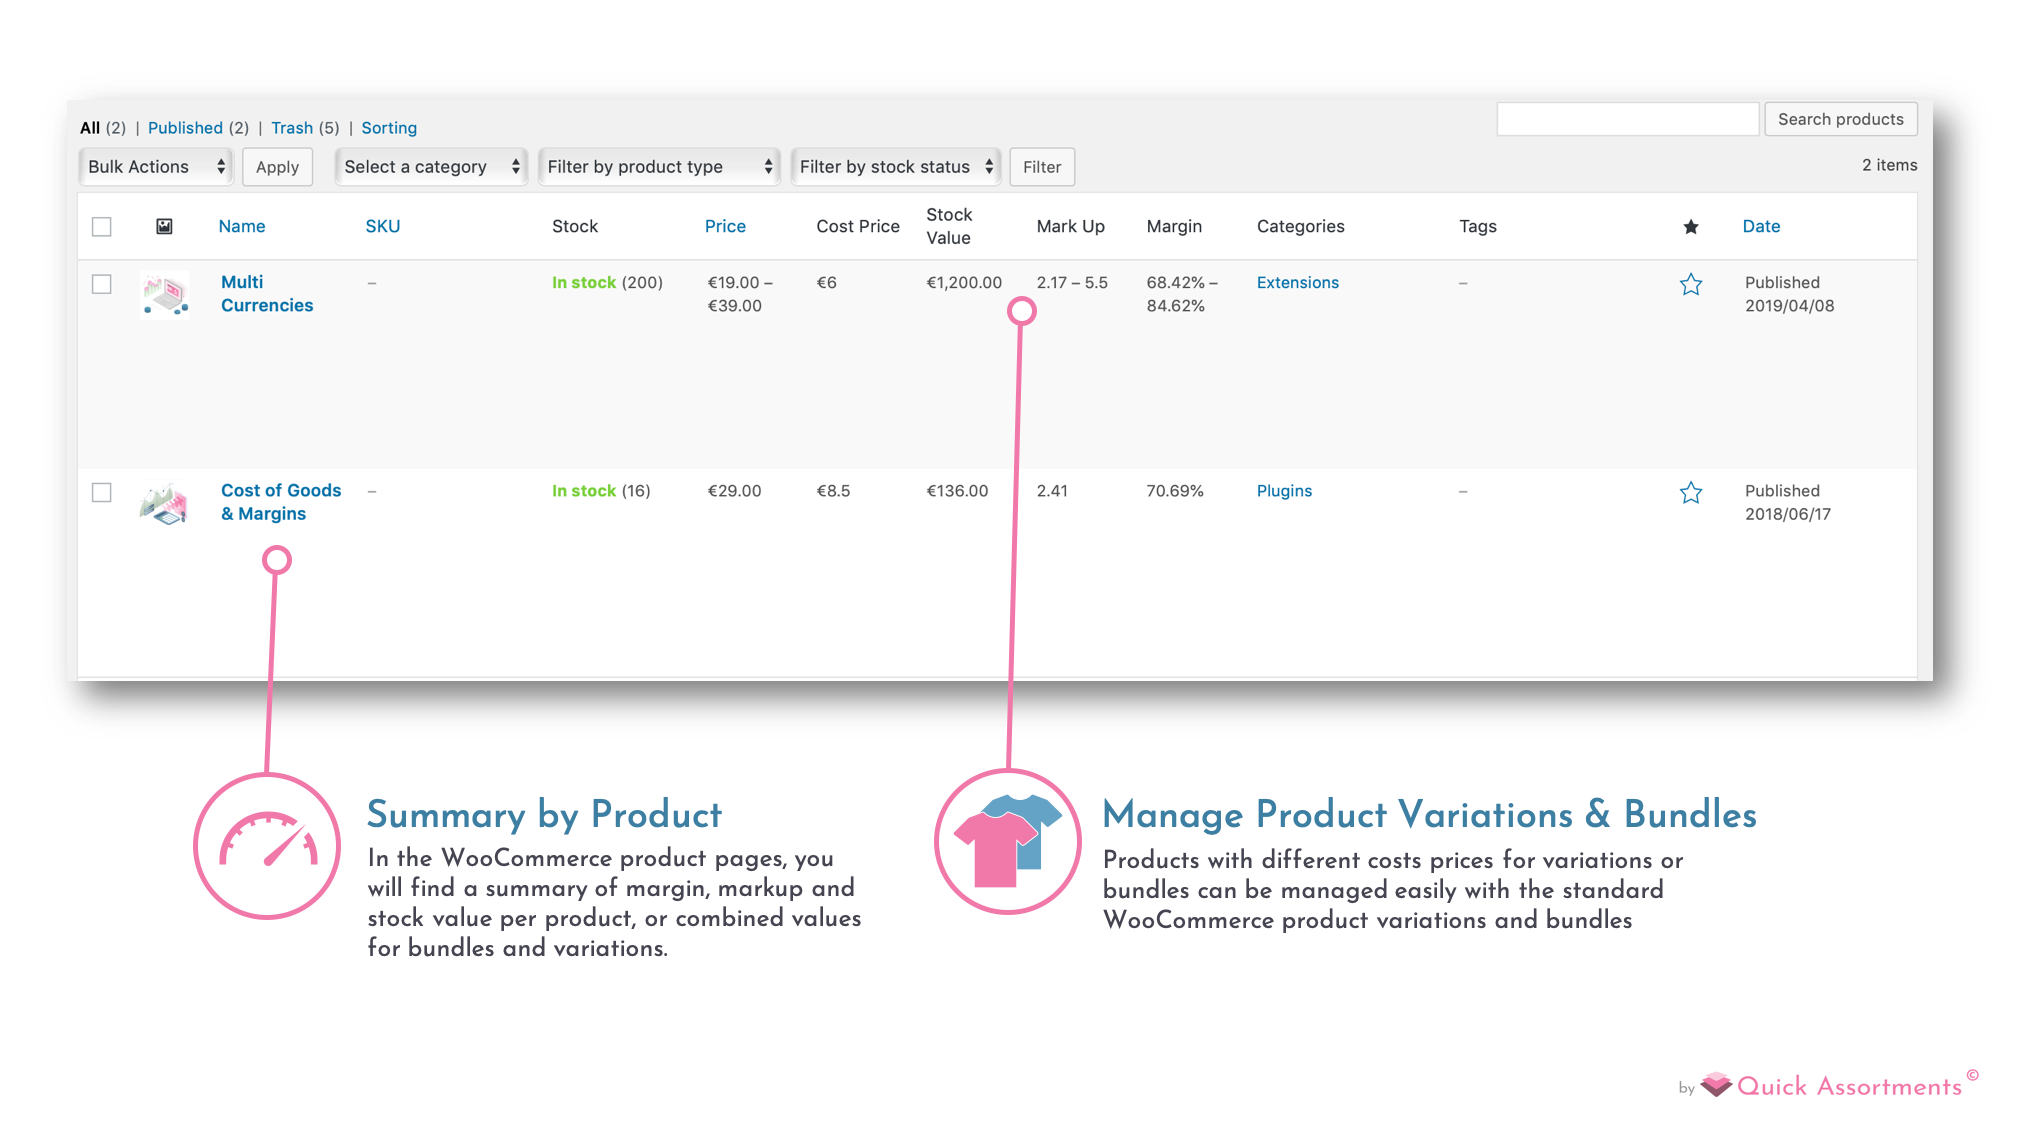 All (2) | Published (2) | Trash (5) | Sorting
Search products
Bulk Actions Apply Select a category Filter by product type Filter by stock status Filter
2 items
Name SKU Stock Price Cost Price Stock Value Mark Up Margin Categories Tags Date
Multi Currencies – In stock (200) €19.00 – €39.00 €6 €1,200.00 2.17 – 5.5 68.42% – 84.62% Extensions – Published 2019/04/08
Cost of Goods & Margins – In stock (16) €29.00 €8.5 €136.00 2.41 70.69% Plugins – Published 2018/06/17
Summary by Product
In the WooCommerce product pages, you
will find a summary of margin, markup and
stock value per product, or combined values
for bundles and variations.
Manage Product Variations & Bundles
Products with different costs prices for variations or
bundles can be managed easily with the standard
WooCommerce product variations and bundles
by Quick Assortments©